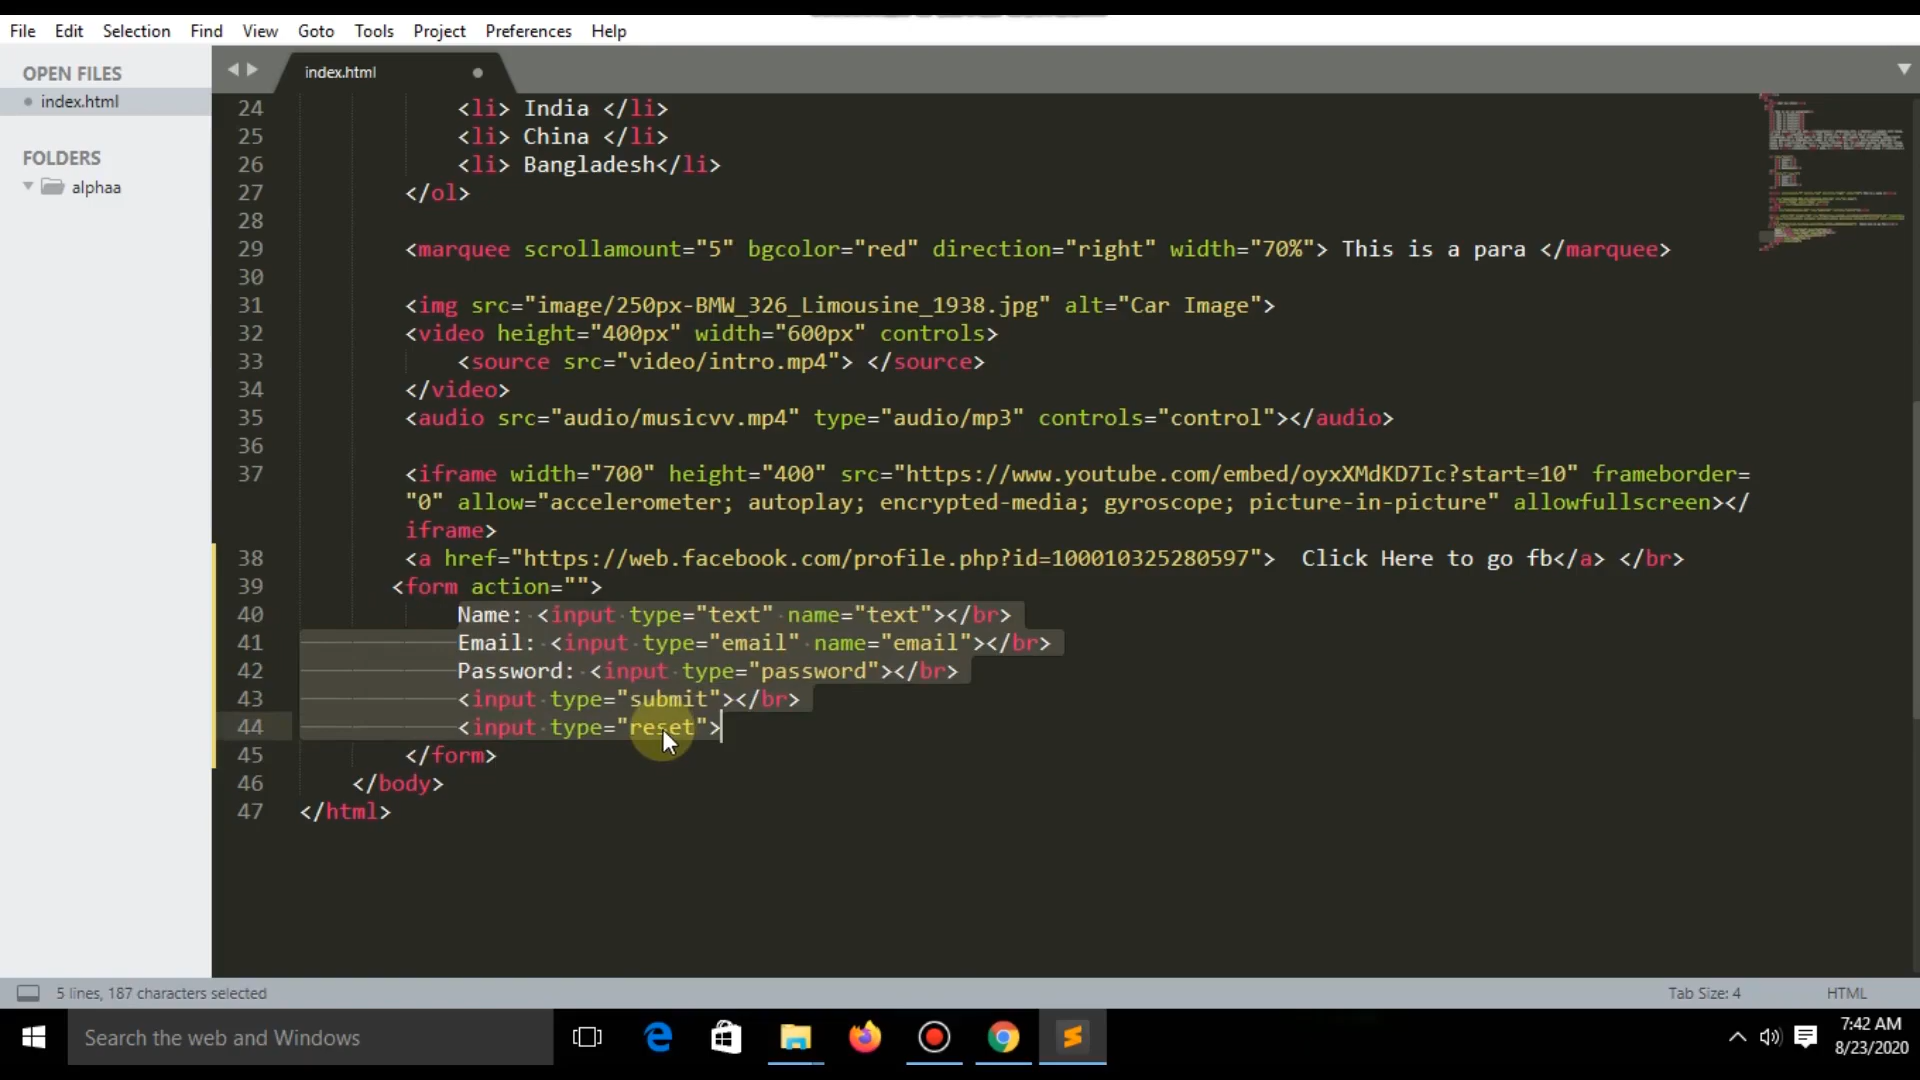 File Edit Selection Find View Goto Tools Project Preferences Help
OPEN FILES
index.html
FOLDERS
alphaa
index.html
24 <li> India </li>
25 <li> China </li>
26 <li> Bangladesh</li>
27 </ol>
28
29 <marquee scrollamount="5" bgcolor="red" direction="right" width="70%"> This is a para </marquee>
30
31 <img src="image/250px-BMW_326_Limousine_1938.jpg" alt="Car Image">
32 <video height="400px" width="600px" controls>
33 <source src="video/intro.mp4"> </source>
34 </video>
35 <audio src="audio/musicvv.mp4" type="audio/mp3" controls="control"></audio>
36
37 <iframe width="700" height="400" src="https://www.youtube.com/embed/oyxXMdKD7Ic?start=10" frameborder=
"0" allow="accelerometer; autoplay; encrypted-media; gyroscope; picture-in-picture" allowfullscreen></
iframe>
38 <a href="https://web.facebook.com/profile.php?id=100010325280597"> Click Here to go fb</a> </br>
39 <form action="">
40 Name: <input type="text" name="text"></br>
41 Email: <input type="email" name="email"></br>
42 Password: <input type="password"></br>
43 <input type="submit"></br>
44 <input type="reset">
45 </form>
46 </body>
47 </html>
5 lines, 187 characters selected
Tab Size: 4
HTML
Search the web and Windows
7:42 AM
8/23/2020